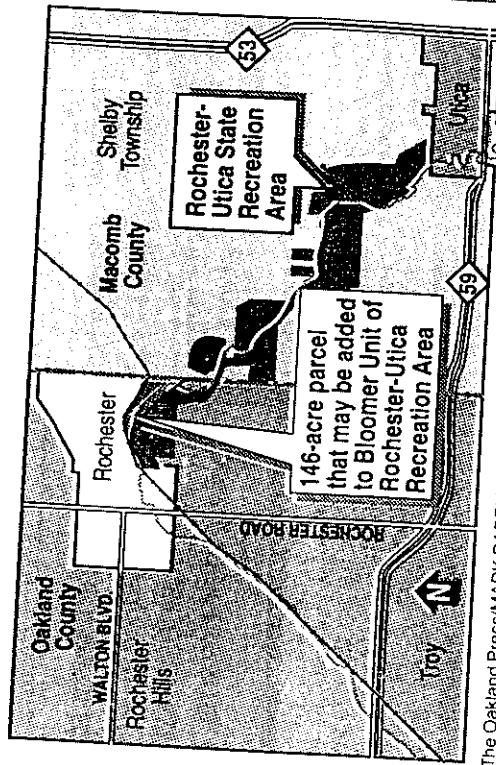 Oakland
County
WALTON BLVD.
Rochester
Hills
Rochester
Macomb
County
Shelby
Township
53
Rochester-
Utica State
Recreation
Area
146-acre parcel
that may be added
to Bloomer Unit of
Rochester-Utica
Recreation Area
ROCHESTER ROAD
Troy
N
59
Utica
The Oakland Press/MARK